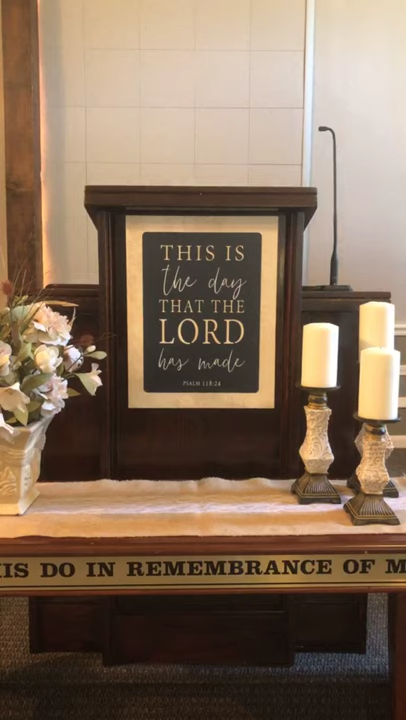 THIS IS
the day
THAT THE
LORD
has made
PSALM 118:24
IS DO IN REMEMBRANCE OF M